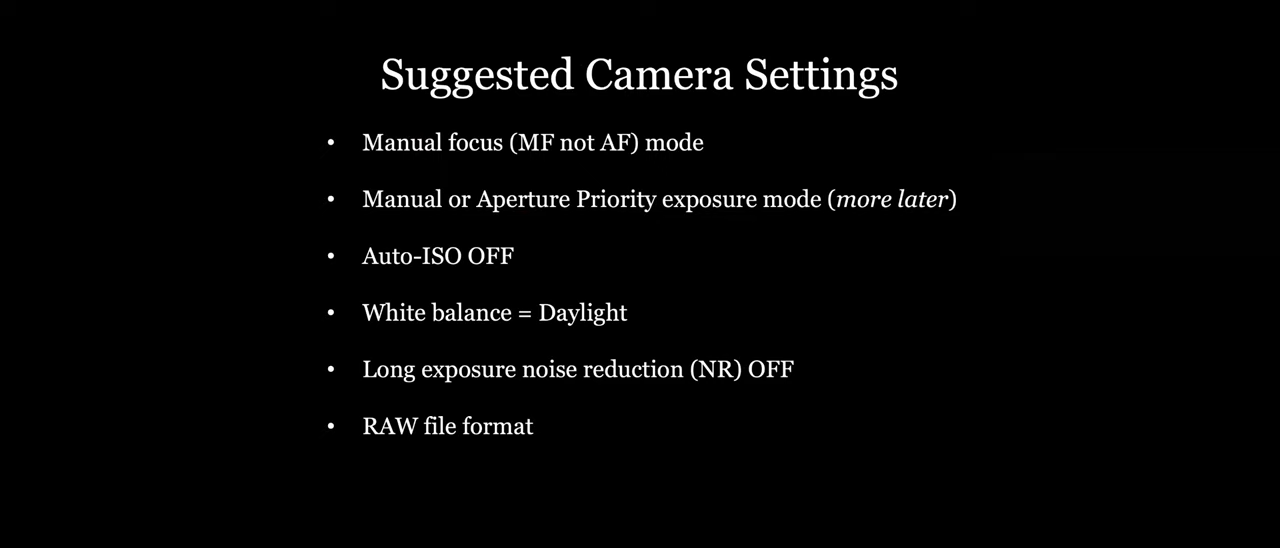 Suggested Camera Settings
• Manual focus (MF not AF) mode
• Manual or Aperture Priority exposure mode (more later)
• Auto-ISO OFF
• White balance = Daylight
• Long exposure noise reduction (NR) OFF
• RAW file format